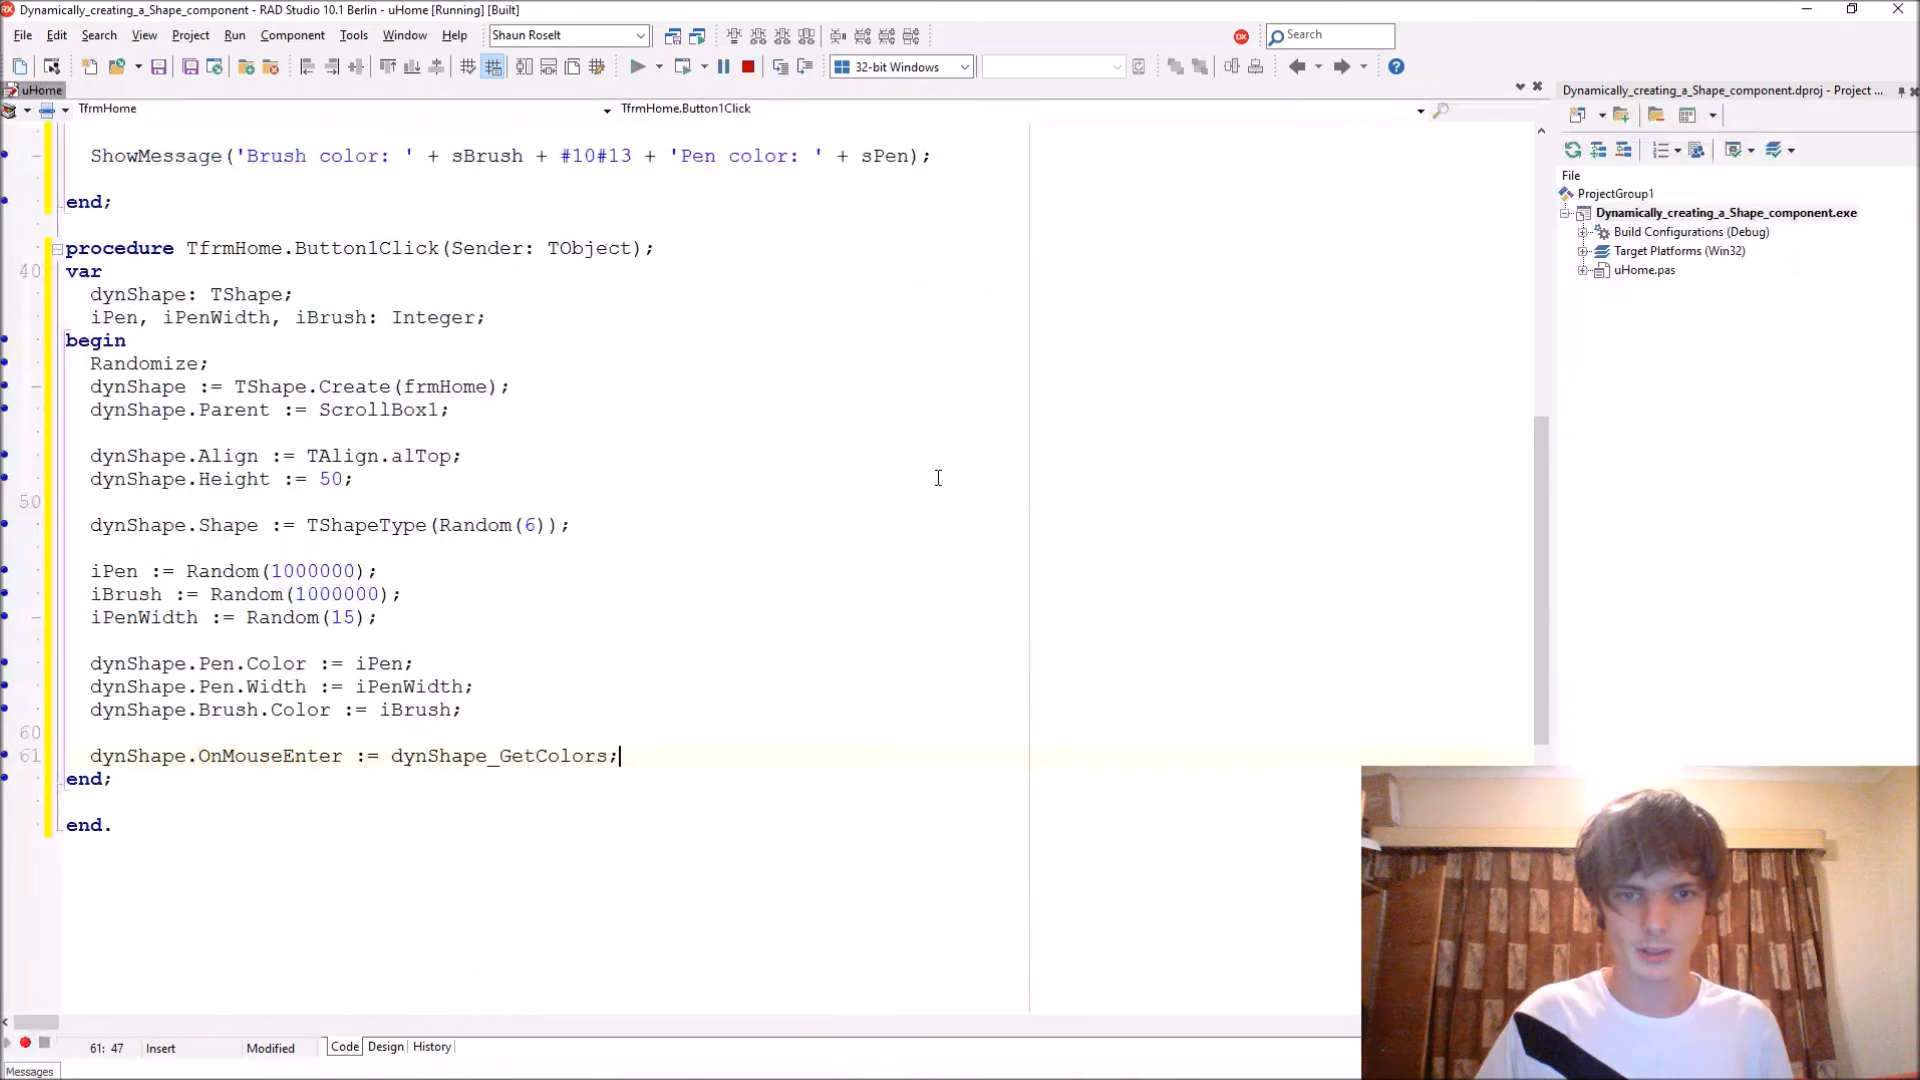 Dynamically_creating_a_Shape_component - RAD Studio 10.1 Berlin - uHome [Running] [Built]
File Edit Search View Project Run Component Tools Window Help Shaun Roselt Search
32-bit Windows
uHome
Dynamically_creating_a_Shape_component.dproj - Project ...
TfrmHome TfrmHome.Button1Click
ShowMessage('Brush color: ' + sBrush + #10#13 + 'Pen color: ' + sPen);
end;
procedure TfrmHome.Button1Click(Sender: TObject);
40 var
dynShape: TShape;
iPen, iPenWidth, iBrush: Integer;
begin
Randomize;
dynShape := TShape.Create(frmHome);
dynShape.Parent := ScrollBox1;
dynShape.Align := TAlign.alTop;
dynShape.Height := 50;
50
dynShape.Shape := TShapeType(Random(6));
iPen := Random(1000000);
iBrush := Random(1000000);
iPenWidth := Random(15);
dynShape.Pen.Color := iPen;
dynShape.Pen.Width := iPenWidth;
dynShape.Brush.Color := iBrush;
60
61 dynShape.OnMouseEnter := dynShape_GetColors;
end;
end.
File
ProjectGroup1
Dynamically_creating_a_Shape_component.exe
Build Configurations (Debug)
Target Platforms (Win32)
uHome.pas
61: 47 Insert Modified Code Design History
Messages